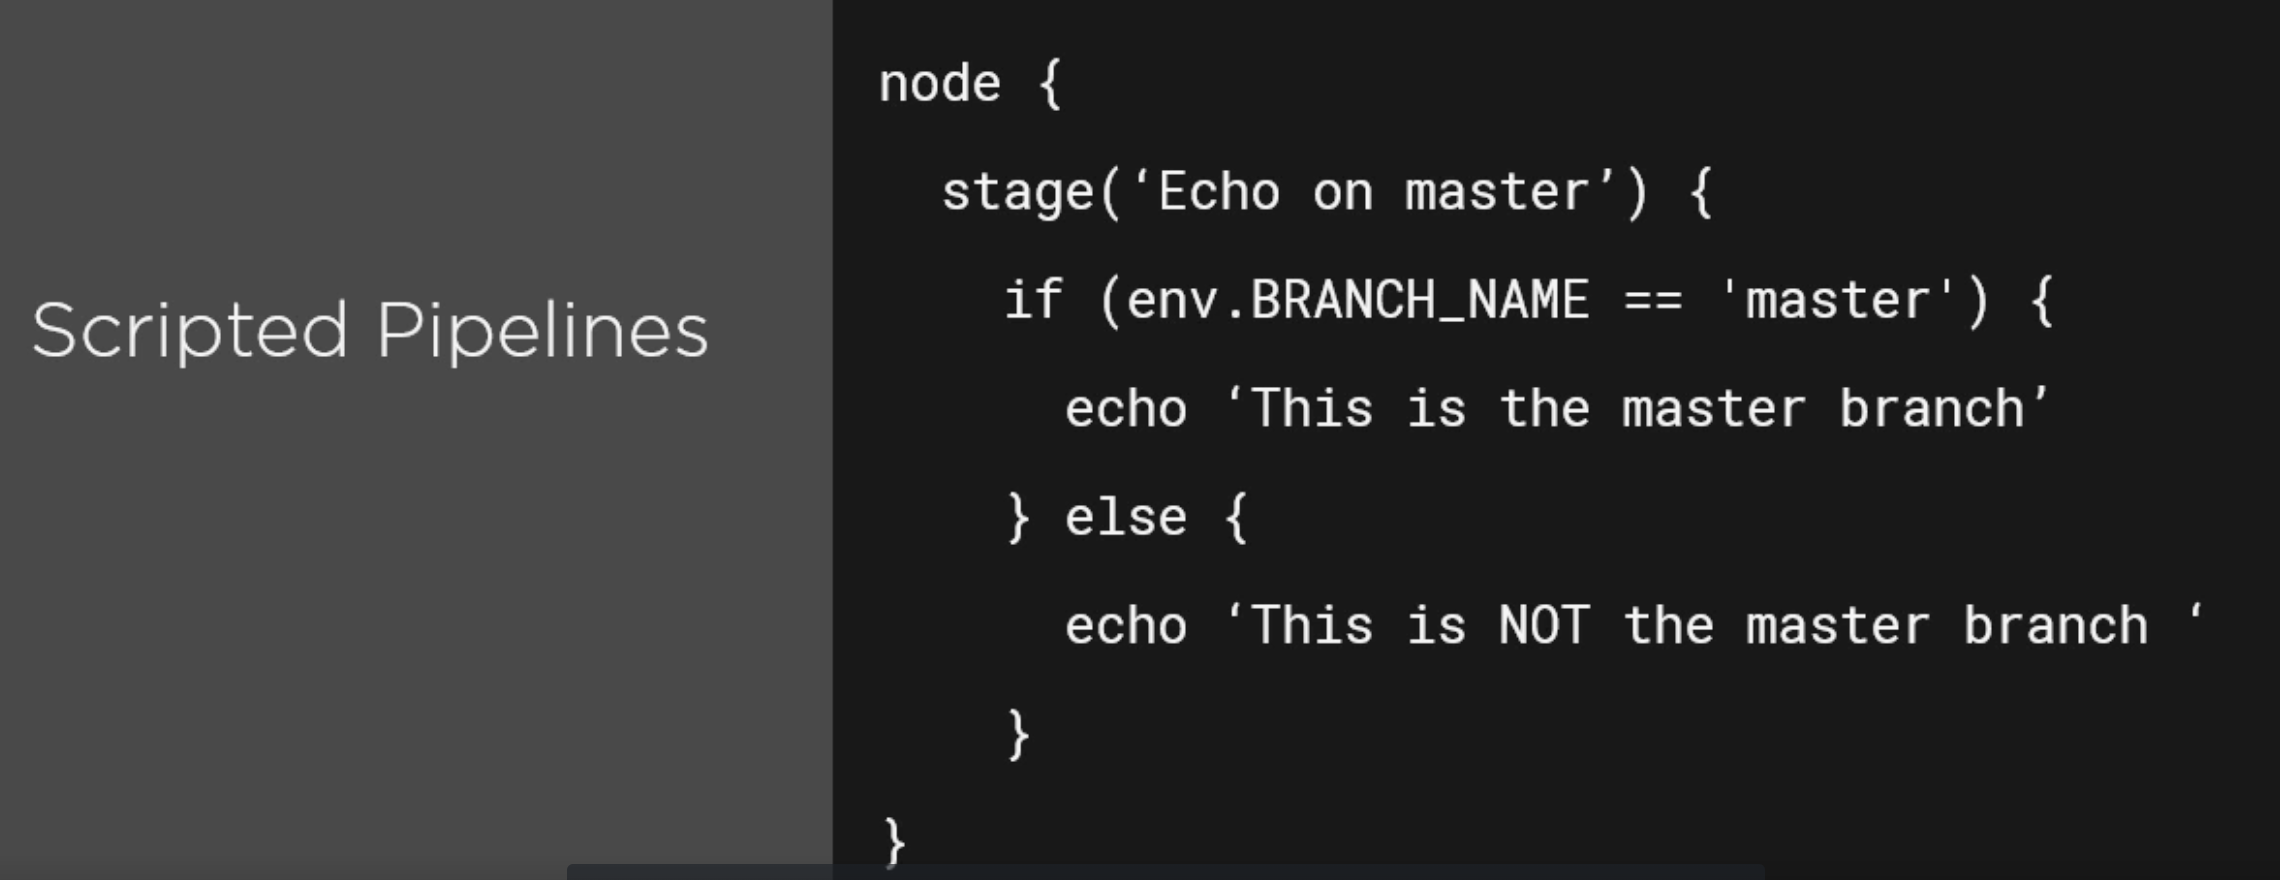 Scripted Pipelines
node {
stage(‘Echo on master’) {
if (env.BRANCH_NAME == 'master') {
echo ‘This is the master branch’
} else {
echo ‘This is NOT the master branch ‘
}
}